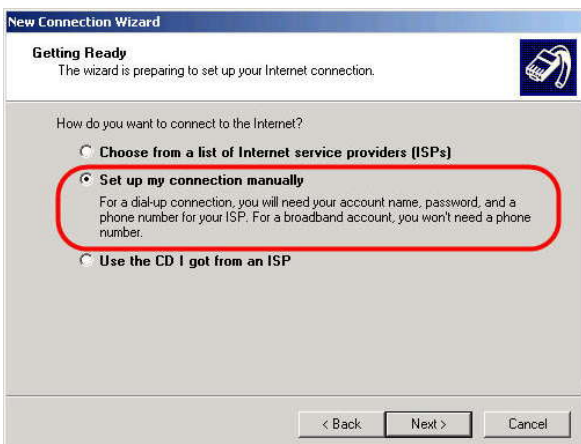 New Connection Wizard
Getting Ready
The wizard is preparing to set up your Internet connection.
How do you want to connect to the Internet?
Choose from a list of Internet service providers (ISPs)
Set up my connection manually
For a dial-up connection, you will need your account name, password, and a
phone number for your ISP. For a broadband account, you won't need a phone
number.
Use the CD I got from an ISP
< Back Next > Cancel